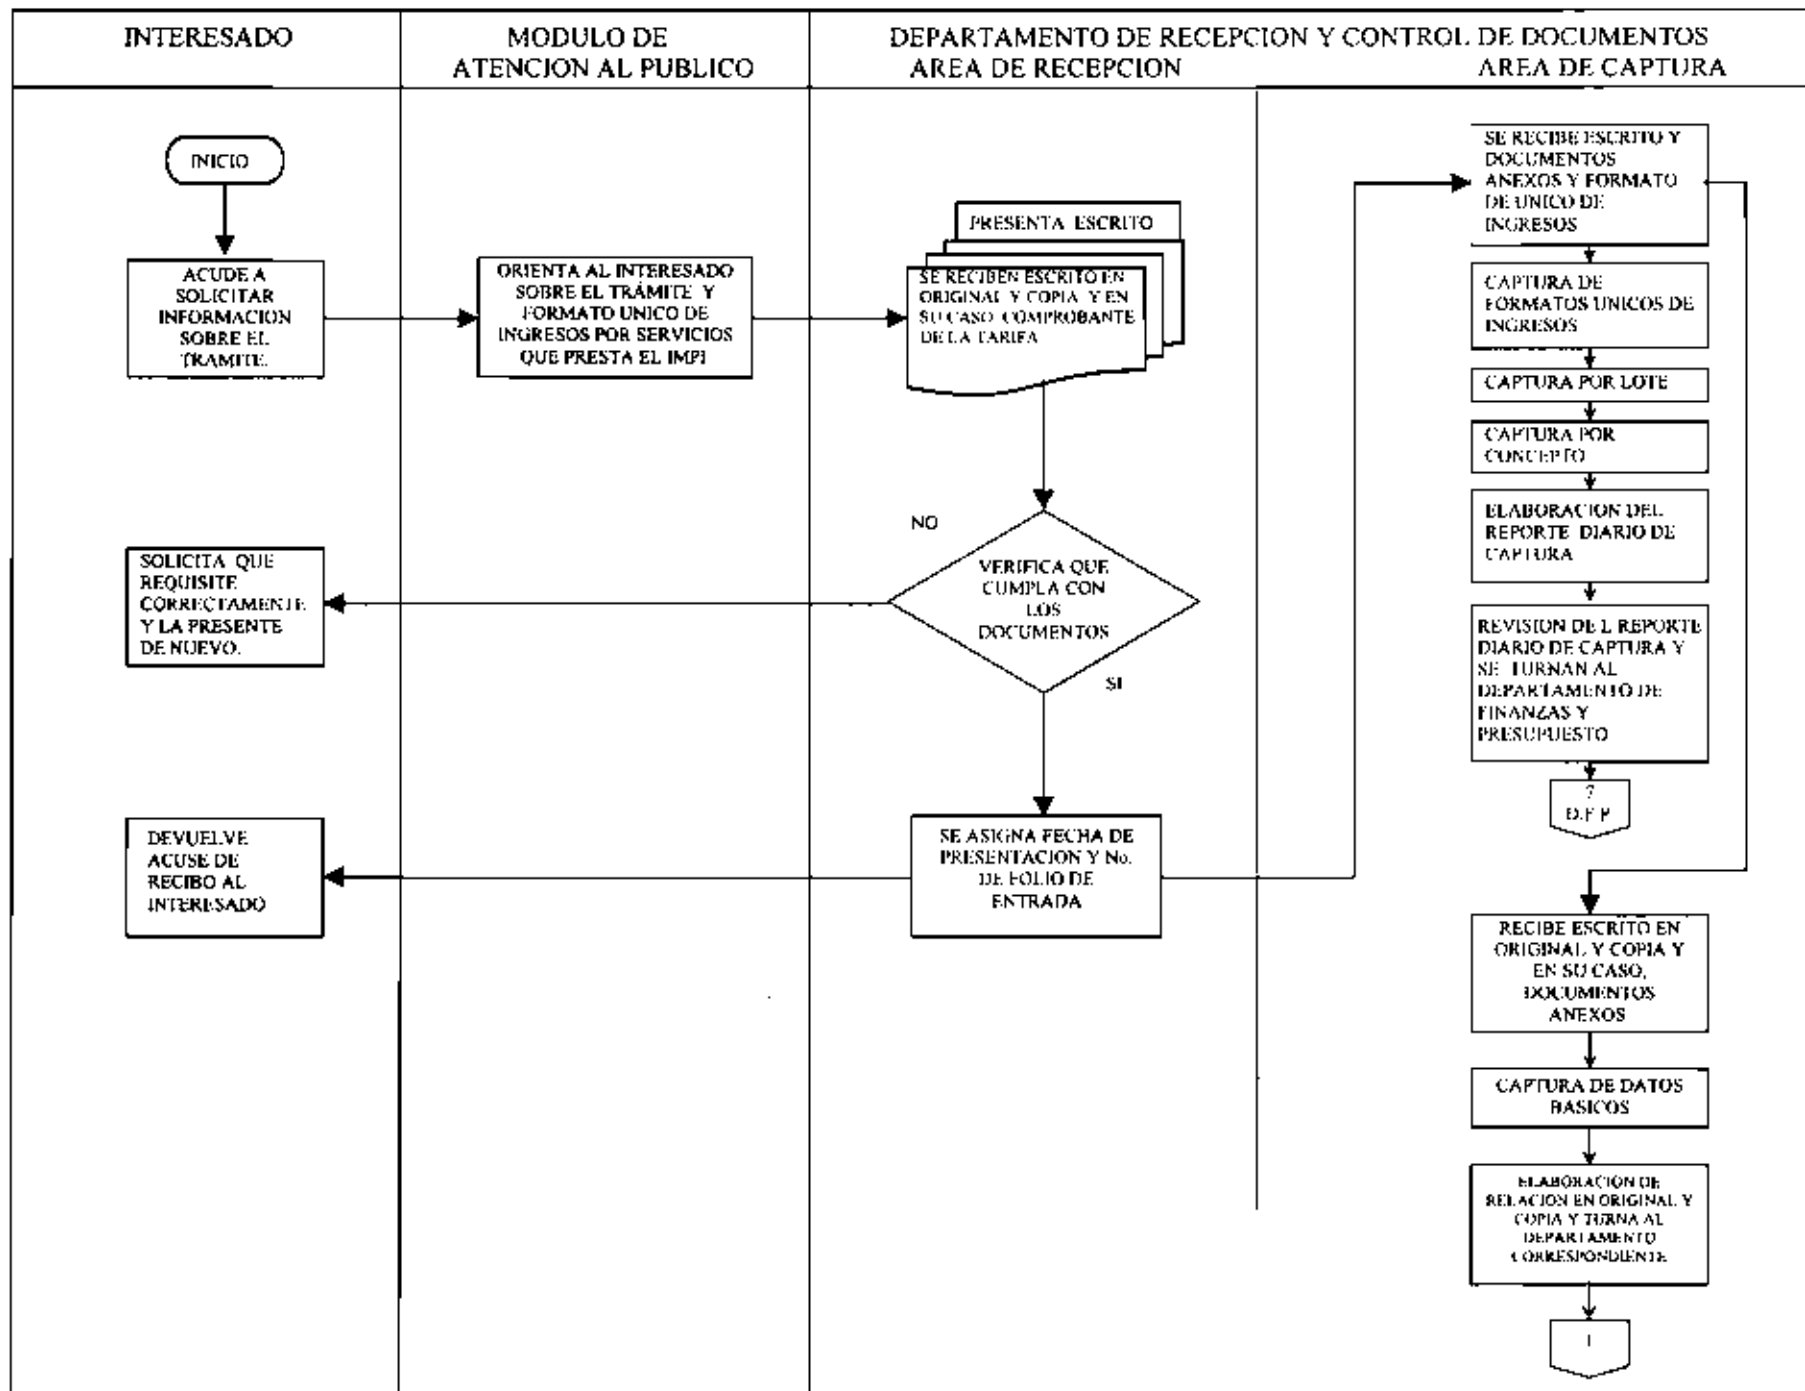 INTERESADO
MODULO DE
ATENCION AL PUBLICO
DEPARTAMENTO DE RECEPCION Y CONTROL DE DOCUMENTOS
AREA DE RECEPCION
AREA DE CAPTURA
INICIO
ACUDE A
SOLICITAR
INFORMACION
SOBRE EL
TRAMITE.
ORIENTA AL INTERESADO
SOBRE EL TRÁMITE Y
FORMATO UNICO DE
INGRESOS POR SERVICIOS
QUE PRESTA EL IMPI
PRESENTA ESCRITO
SE RECIBEN ESCRITO EN
ORIGINAL Y COPIA Y EN
SU CASO COMPROBANTE
DE LA TARIFA
NO
VERIFICA QUE
CUMPLA CON
LOS
DOCUMENTOS
SI
SOLICITA QUE
REQUISITE
CORRECTAMENTE
Y LA PRESENTE
DE NUEVO.
SE ASIGNA FECHA DE
PRESENTACION Y No.
DE FOLIO DE
ENTRADA
DEVUELVE
ACUSE DE
RECIBO AL
INTERESADO
SE RECIBE ESCRITO Y
DOCUMENTOS
ANEXOS Y FORMATO
DE UNICO DE
INGRESOS
CAPTURA DE
FORMATOS UNICOS DE
INGRESOS
CAPTURA POR LOTE
CAPTURA POR
CONCEPTO
ELABORACION DEL
REPORTE DIARIO DE
CAPTURA
REVISION DE L REPORTE
DIARIO DE CAPTURA Y
SE TURNAN AL
DEPARTAMENTO DE
FINANZAS Y
PRESUPUESTO
D.F.P
RECIBE ESCRITO EN
ORIGINAL Y COPIA Y
EN SU CASO,
DOCUMENTOS
ANEXOS
CAPTURA DE DATOS
BASICOS
ELABORACION DE
RELACION EN ORIGINAL Y
COPIA Y TURNA AL
DEPARTAMENTO
CORRESPONDIENTE
1